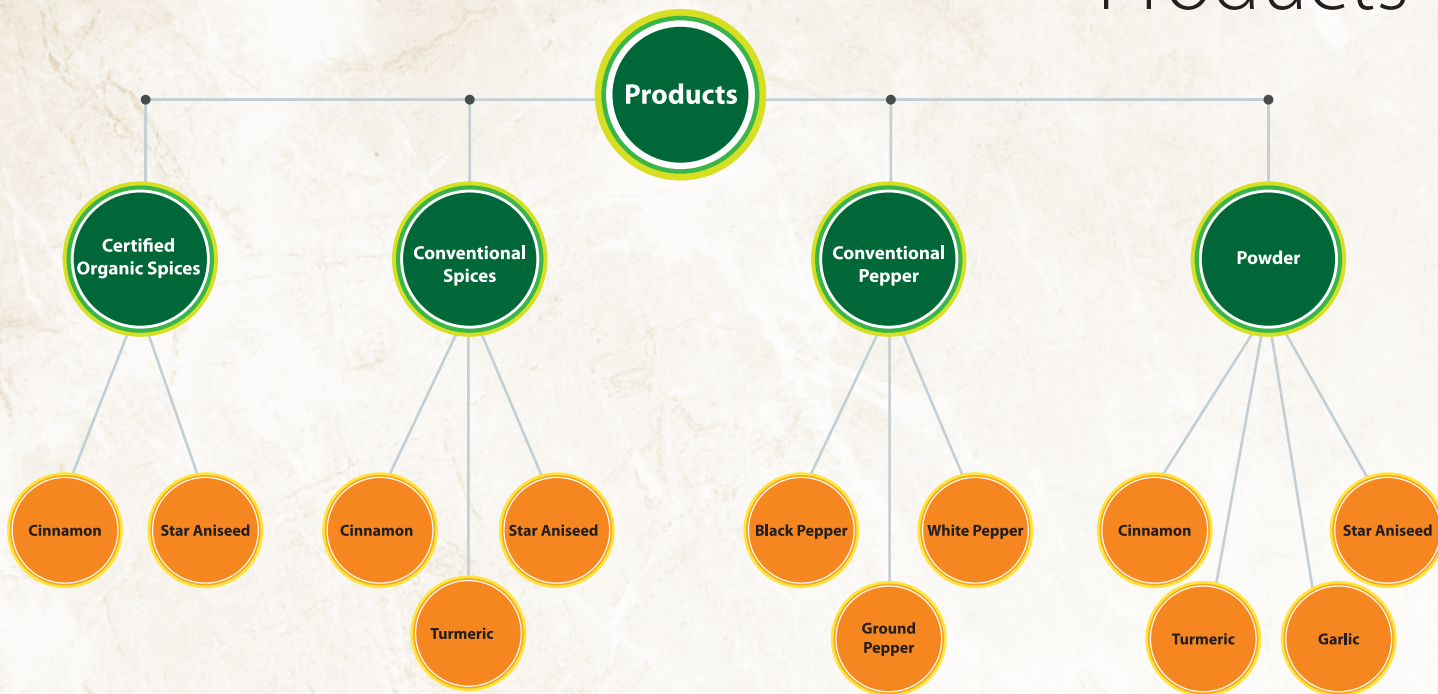 Products
Products
Certified
Organic Spices
Conventional
Spices
Conventional
Pepper
Powder
Cinnamon
Star Aniseed
Cinnamon
Star Aniseed
Turmeric
Black Pepper
White Pepper
Ground
Pepper
Cinnamon
Star Aniseed
Turmeric
Garlic